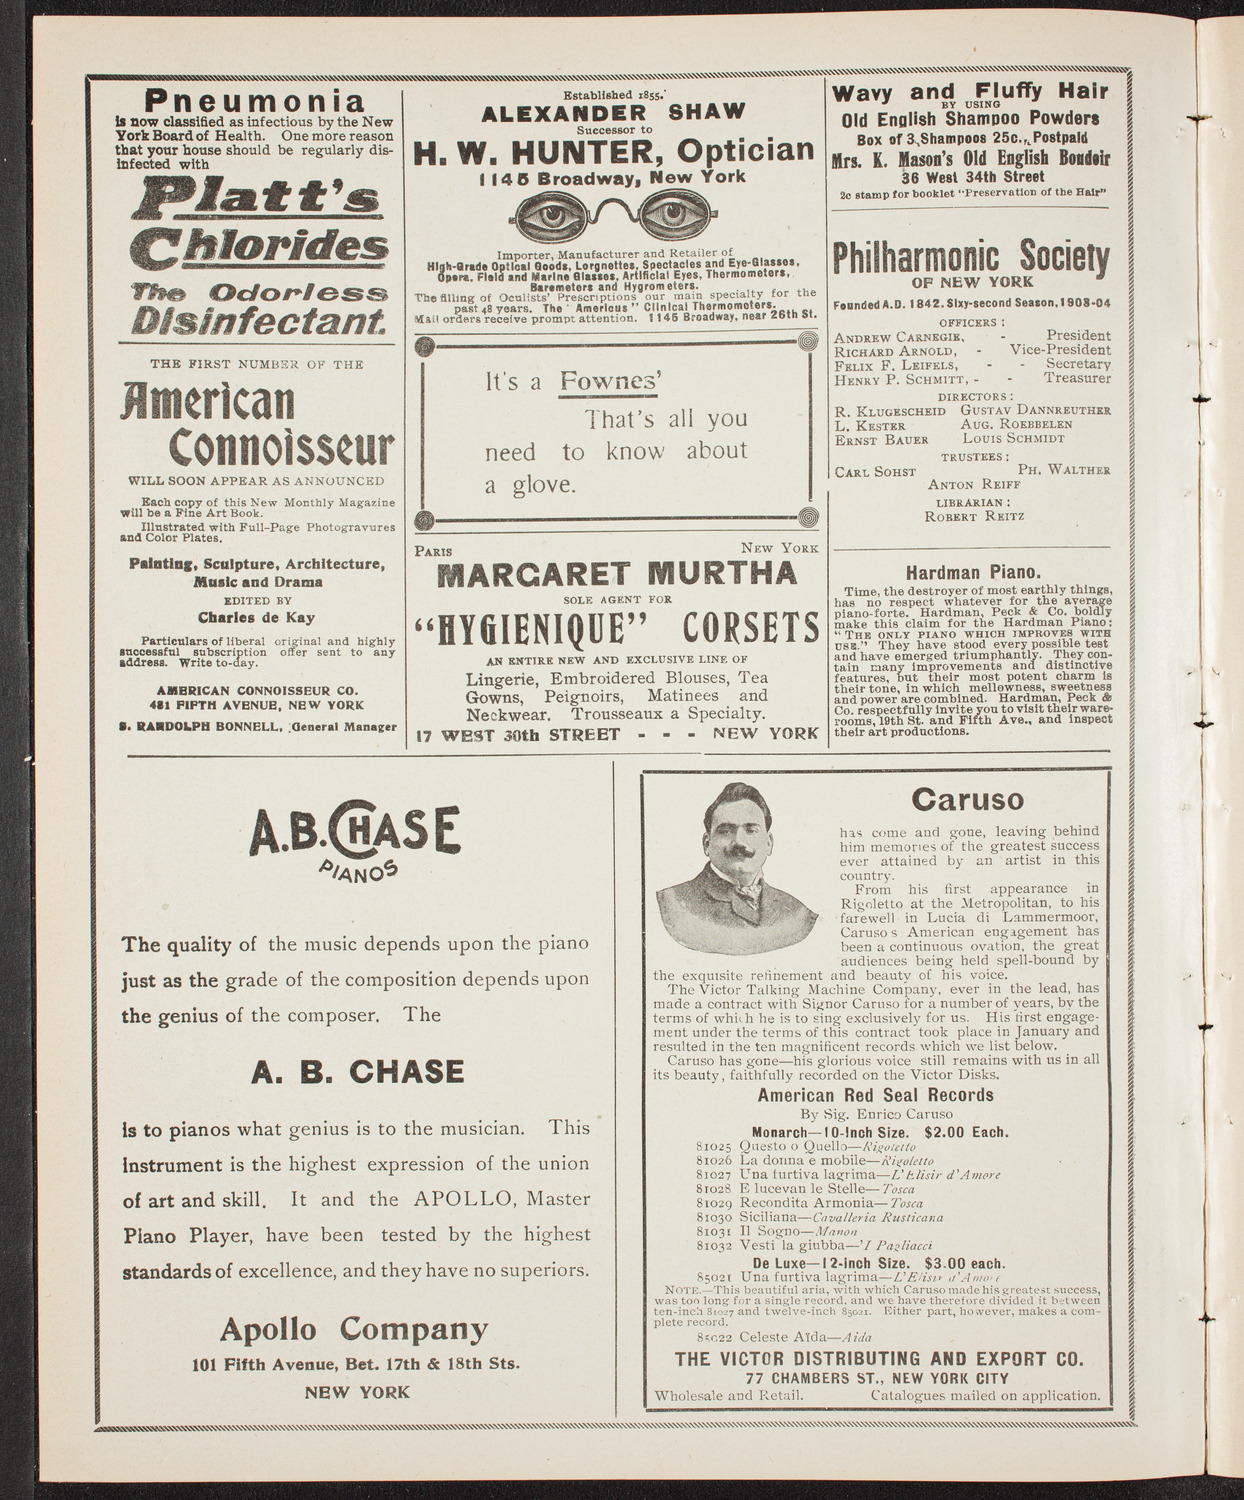 Pneumonia
is now classified as infectious by the New
York Board of Health. One more reason
that your house should be regularly dis-
infected with
Platt's
Chlorides
The Odorless
Disinfectant.
THE FIRST NUMBER OF THE
American
Connoisseur
WILL SOON APPEAR AS ANNOUNCED
Each copy of this New Monthly Magazine
will be a Fine Art Book.
Illustrated with Full-Page Photogravures
and Color Plates.
Painting, Sculpture, Architecture,
Music and Drama
EDITED BY
Charles de Kay
Particulars of liberal original and highly
successful subscription offer sent to any
address. Write to-day.
AMERICAN CONNOISSEUR CO.
481 FIFTH AVENUE, NEW YORK
S. RANDOLPH BONNELL, General Manager
Established 1855.
ALEXANDER SHAW
Successor to
H. W. HUNTER, Optician
1145 Broadway, New York
Importer, Manufacturer and Retailer of
High-Grade Optical Goods, Lorgnettes, Spectacles and Eye-Glasses,
Opera, Field and Marine Glasses, Artificial Eyes, Thermometers,
Barometers and Hygrometers.
The filling of Oculists' Prescriptions our main specialty for the
past 48 years. The "Americus" Clinical Thermometers.
Mail orders receive prompt attention. 1145 Broadway, near 26th St.
It's a Fownes'
That's all you
need to know about
a glove.
PARIS NEW YORK
MARGARET MURTHA
SOLE AGENT FOR
"HYGIENIQUE" CORSETS
AN ENTIRE NEW AND EXCLUSIVE LINE OF
Lingerie, Embroidered Blouses, Tea
Gowns, Peignoirs, Matinees and
Neckwear. Trousseaux a Specialty.
17 WEST 30th STREET - - - NEW YORK
Wavy and Fluffy Hair
BY USING
Old English Shampoo Powders
Box of 3 Shampoos 25c., Postpaid
Mrs. K. Mason's Old English Boudoir
36 West 34th Street
2c stamp for booklet "Preservation of the Hair"
Philharmonic Society
OF NEW YORK
Founded A.D. 1842. Sixty-second Season, 1903-04
OFFICERS:
ANDREW CARNEGIE, - President
RICHARD ARNOLD, - Vice-President
FELIX F. LEIFELS, - - Secretary
HENRY P. SCHMITT, - - Treasurer
DIRECTORS:
R. KLUGESCHEID GUSTAV DANNREUTHER
L. KESTER AUG. ROEBBELEN
ERNST BAUER LOUIS SCHMIDT
TRUSTEES:
CARL SOHST PH. WALTHER
ANTON REIFF
LIBRARIAN:
ROBERT REITZ
Hardman Piano.
Time, the destroyer of most earthly things,
has no respect whatever for the average
piano-forte. Hardman, Peck & Co. boldly
make this claim for the Hardman Piano:
"THE ONLY PIANO WHICH IMPROVES WITH
USE." They have stood every possible test
and have emerged triumphantly. They con-
tain many improvements and distinctive
features, but their most potent charm is
their tone, in which mellowness, sweetness
and power are combined. Hardman, Peck &
Co. respectfully invite you to visit their ware-
rooms, 19th St. and Fifth Ave., and inspect
their art productions.
A.B. CHASE
PIANOS
The quality of the music depends upon the piano
just as the grade of the composition depends upon
the genius of the composer. The
A. B. CHASE
is to pianos what genius is to the musician. This
instrument is the highest expression of the union
of art and skill. It and the APOLLO, Master
Piano Player, have been tested by the highest
standards of excellence, and they have no superiors.
Apollo Company
101 Fifth Avenue, Bet. 17th & 18th Sts.
NEW YORK
Caruso
has come and gone, leaving behind
him memories of the greatest success
ever attained by an artist in this
country.
From his first appearance in
Rigoletto at the Metropolitan, to his
farewell in Lucia di Lammermoor,
Caruso s American engagement has
been a continuous ovation, the great
audiences being held spell-bound by
the exquisite refinement and beauty of his voice.
The Victor Talking Machine Company, ever in the lead, has
made a contract with Signor Caruso for a number of years, by the
terms of which he is to sing exclusively for us. His first engage-
ment under the terms of this contract took place in January and
resulted in the ten magnificent records which we list below.
Caruso has gone—his glorious voice still remains with us in all
its beauty, faithfully recorded on the Victor Disks.
American Red Seal Records
By Sig. Enrico Caruso
Monarch—10-Inch Size. $2.00 Each.
81025 Questo o Quello—Rigoletto
81026 La donna e mobile—Rigoletto
81027 Una furtiva lagrima—L'Elisir d'Amore
81028 E lucevan le Stelle—Tosca
81029 Recondita Armonia—Tosca
81030 Siciliana—Cavalleria Rusticana
81031 Il Sogno—Manon
81032 Vesti la giubba—'I Pagliacci
De Luxe—12-inch Size. $3.00 each.
85021 Una furtiva lagrima—L'Elisir d'Amore
NOTE.—This beautiful aria, with which Caruso made his greatest success,
was too long for a single record, and we have therefore divided it between
ten-inch 81027 and twelve-inch 85021. Either part, however, makes a com-
plete record.
85022 Celeste Aïda—Aida
THE VICTOR DISTRIBUTING AND EXPORT CO.
77 CHAMBERS ST., NEW YORK CITY
Wholesale and Retail. Catalogues mailed on application.